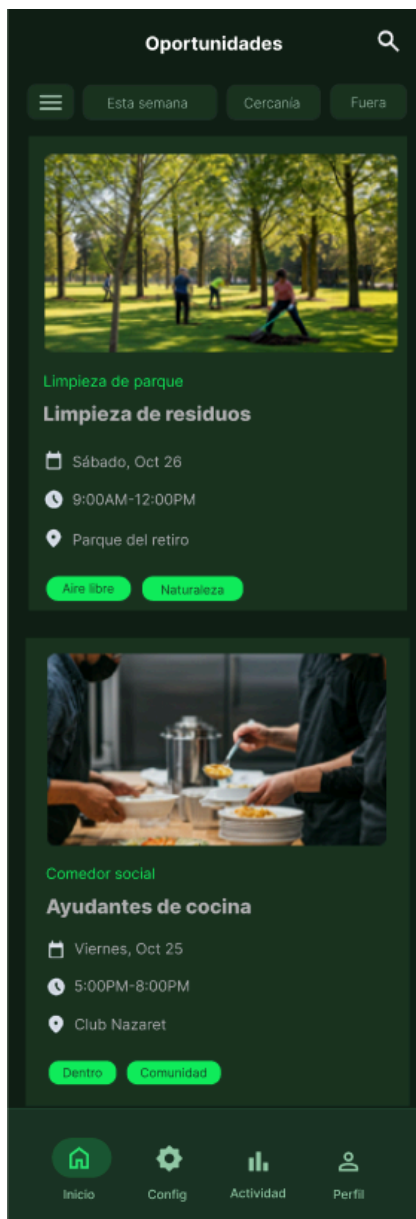 Oportunidades
Esta semana
Cercanía
Fuera
Limpieza de parque
Limpieza de residuos
Sábado, Oct 26
9:00AM-12:00PM
Parque del retiro
Aire libre
Naturaleza
Comedor social
Ayudantes de cocina
Viernes, Oct 25
5:00PM-8:00PM
Club Nazaret
Dentro
Comunidad
Inicio
Config
Actividad
Perfil